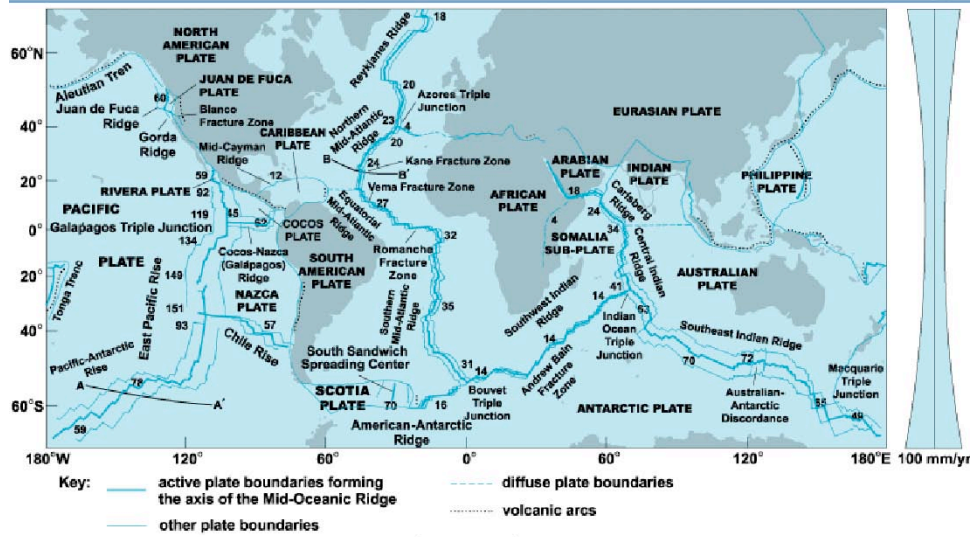 60°N
40°
20°
0°
20°
40°
60°S
180°W
120°
60°
0°
60°
120°
180°E
100 mm/yr
NORTH
AMERICAN
PLATE
Aleutian Tren
JUAN DE FUCA
PLATE
60
Juan de Fuca
Ridge
Blanco
Fracture Zone
Gorda
Ridge
CARIBBEAN
PLATE
Mid-Cayman
Ridge
12
59
RIVERA PLATE
92
PACIFIC
119
45
62
COCOS
PLATE
Galapagos Triple Junction
134
Cocos-Nazca
(Galápagos)
Ridge
PLATE
149
SOUTH
AMERICAN
PLATE
NAZCA
PLATE
Tonga Trenc
East Pacific Rise
151
93
57
Chile Rise
Pacific-Antarctic
Rise
A
78
A'
59
18
Reykjanes Ridge
20
Azores Triple
Junction
Northern
Mid-Atlantic
Ridge
23
4
20
B
24
B'
Kane Fracture Zone
Vema Fracture Zone
27
Equatorial
Mid-Atlantic
Ridge
32
Romanche
Fracture
Zone
35
Southern
Mid-Atlantic
Ridge
South Sandwich
Spreading Center
SCOTIA
PLATE
70
16
31
14
Bouvet Triple
Junction
American-Antarctic
Ridge
EURASIAN PLATE
ARABIAN
PLATE
INDIAN
PLATE
PHILIPPINE
PLATE
AFRICAN
PLATE
18
24
Carlsberg
Ridge
4
34
SOMALIA
SUB-PLATE
Central Indian
Ridge
AUSTRALIAN
PLATE
Southwest Indian
Ridge
14
41
63
Indian
Ocean
Triple
Junction
14
Andrew Bain
Fracture
Zone
Southeast Indian Ridge
70
72
Macquarie
Triple
Junction
Australian-
Antarctic
Discordance
55
49
ANTARCTIC PLATE
Key:
active plate boundaries forming
the axis of the Mid-Oceanic Ridge
other plate boundaries
diffuse plate boundaries
volcanic arcs